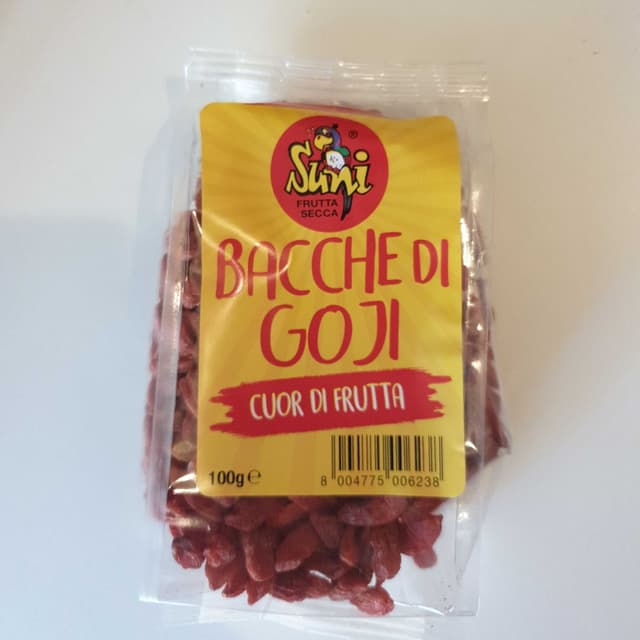 ®
Suni
FRUTTA
SECCA
BACCHE DI
GOJI
CUOR DI FRUTTA
100g ℮
8 004775 006238